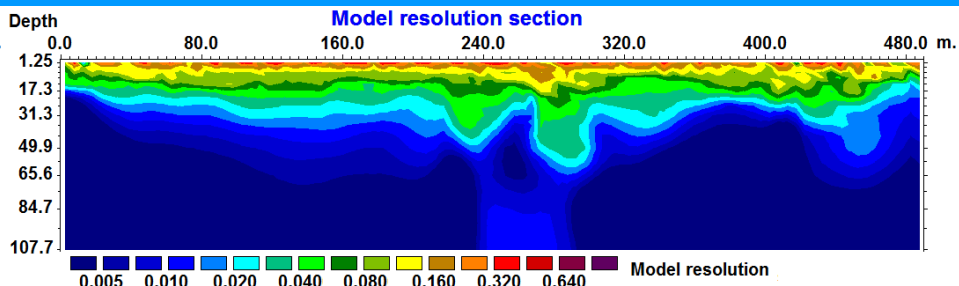 Model resolution section
Depth
0.0 80.0 160.0 240.0 320.0 400.0 480.0 m.
1.25
17.3
31.3
49.9
65.6
84.7
107.7
Model resolution
0.005 0.010 0.020 0.040 0.080 0.160 0.320 0.640